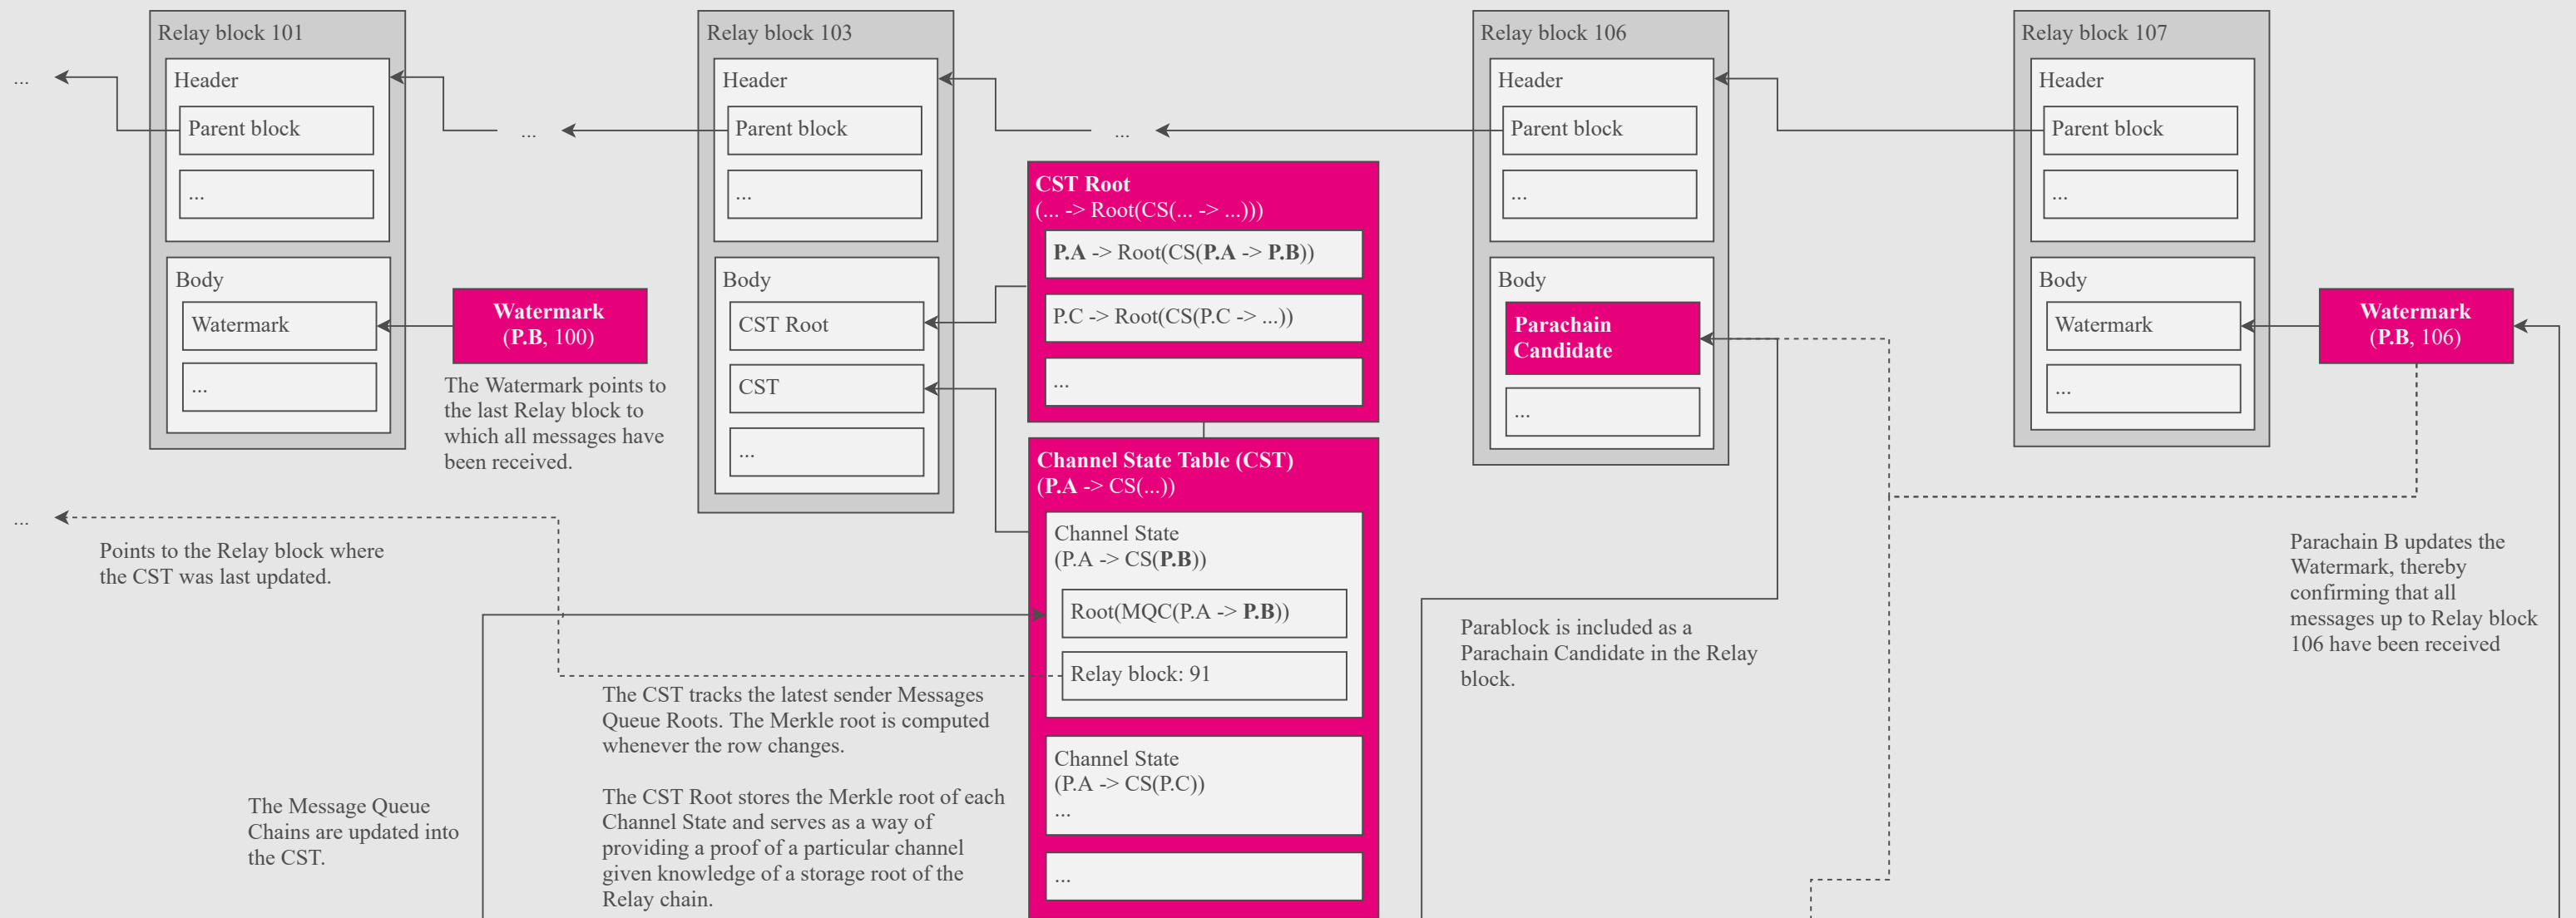 Relay block 101
Header
...
Parent block
...
Body
Watermark
...
Watermark
(P.B, 100)
The Watermark points to
the last Relay block to
which all messages have
been received.
...
Relay block 103
Header
Parent block
...
Body
CST Root
CST
...
...
CST Root
(... -> Root(CS(... -> ...)))
P.A -> Root(CS(P.A -> P.B))
P.C -> Root(CS(P.C -> ...))
...
Channel State Table (CST)
(P.A -> CS(...))
Channel State
(P.A -> CS(P.B))
Root(MQC(P.A -> P.B))
Relay block: 91
Channel State
(P.A -> CS(P.C))
...
...
Relay block 106
Header
Parent block
...
Body
Parachain
Candidate
...
Relay block 107
Header
Parent block
...
Body
Watermark
...
Watermark
(P.B, 106)
...
Points to the Relay block where
the CST was last updated.
The CST tracks the latest sender Messages
Queue Roots. The Merkle root is computed
whenever the row changes.
The CST Root stores the Merkle root of each
Channel State and serves as a way of
providing a proof of a particular channel
given knowledge of a storage root of the
Relay chain.
The Message Queue
Chains are updated into
the CST.
Parablock is included as a
Parachain Candidate in the Relay
block.
Parachain B updates the
Watermark, thereby
confirming that all
messages up to Relay block
106 have been received